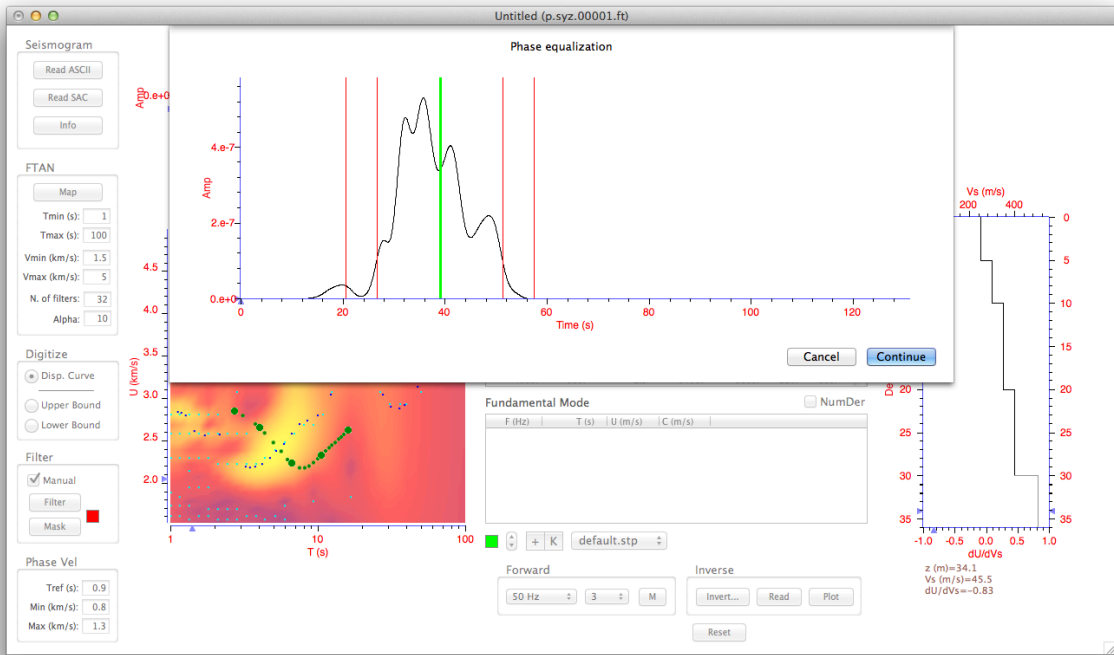 Untitled (p.syz.00001.ft)
Seismogram
Read ASCII
Read SAC
Info
FTAN
Map
Tmin (s): 1
Tmax (s): 100
Vmin (km/s): 1.5
Vmax (km/s): 5
N. of filters: 32
Alpha: 10
Digitize
Disp. Curve
Upper Bound
Lower Bound
Filter
Manual
Filter
Mask
Phase Vel
Tref (s): 0.9
Min (km/s): 0.8
Max (km/s): 1.3
Phase equalization
Amp
4.e-7
2.e-7
0.e+0
0 20 40 60 80 100 120
Time (s)
Cancel
Continue
Amp
0.e+0
U (km/s)
4.5
4.0
3.5
3.0
2.5
2.0
1 10 100
T (s)
Fundamental Mode
NumDer
F (Hz) T (s) U (m/s) C (m/s)
+ K default.stp
Forward
50 Hz 3 M
Inverse
Invert... Read Plot
Reset
Vs (m/s)
200 400
0
5
10
15
20 20
25 25
30 30
35 35
-1.0 -0.5 0.0 0.5 1.0
dU/dVs
z (m)=34.1
Vs (m/s)=45.5
dU/dVs=-0.83